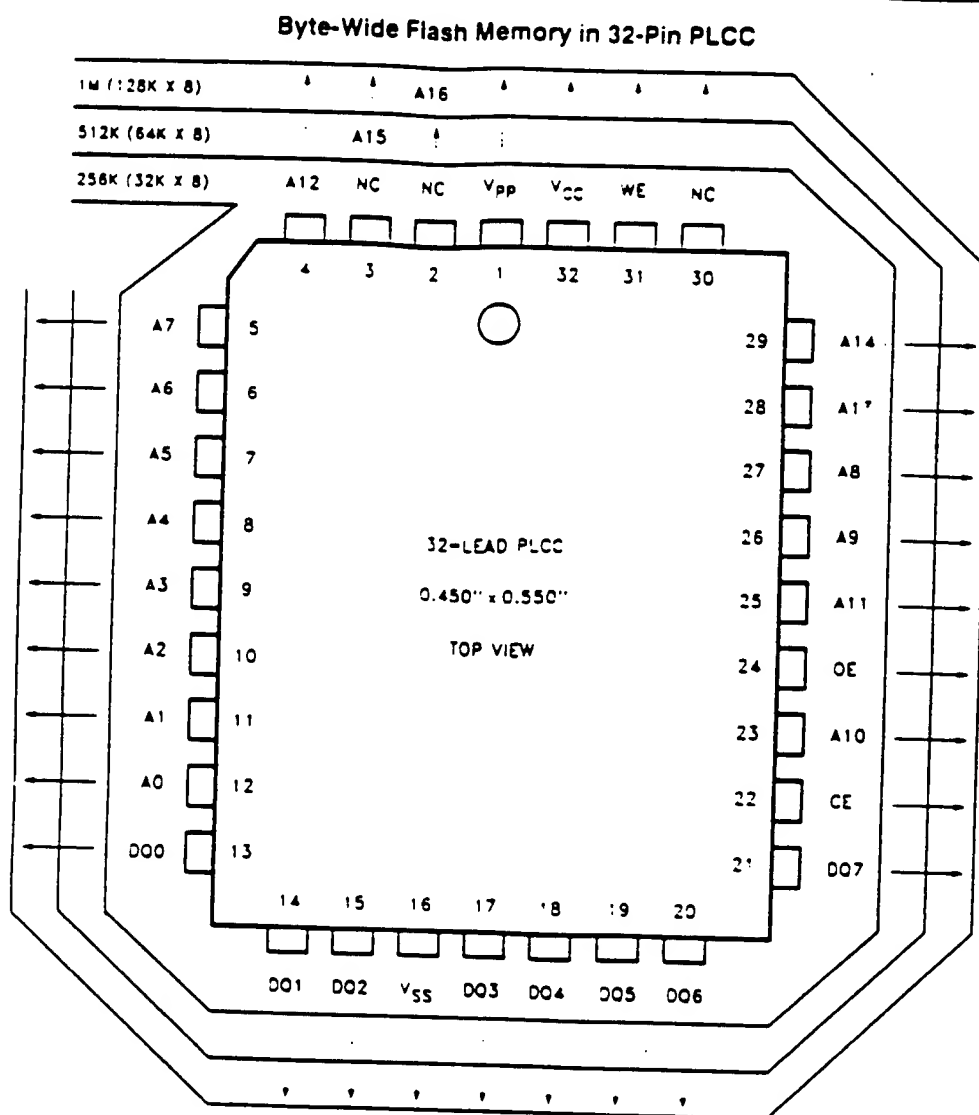 Byte-Wide Flash Memory in 32-Pin PLCC
1M (128K X 8) A16
512K (64K X 8) A15
256K (32K X 8) A12 NC NC VPP VCC WE NC
4 3 2 1 32 31 30
A7 5 29 A14
A6 6 28 A17
A5 7 27 A8
A4 8 26 A9
A3 9 25 A11
A2 10 24 OE
A1 11 23 A10
A0 12 22 CE
DQ0 13 21 DQ7
32-LEAD PLCC
0.450" x 0.550"
TOP VIEW
14 15 16 17 18 19 20
DQ1 DQ2 VSS DQ3 DQ4 DQ5 DQ6